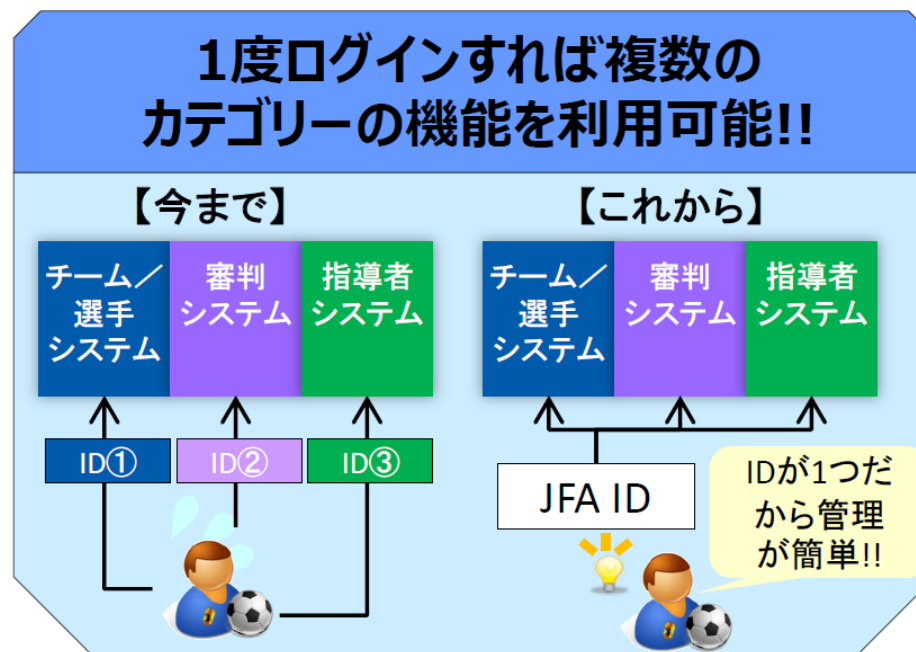 1度ログインすれば複数の
カテゴリーの機能を利用可能!!
【今まで】
チーム／
選手
システム
審判
システム
指導者
システム
ID①
ID②
ID③
【これから】
チーム／
選手
システム
審判
システム
指導者
システム
JFA ID
IDが1つだ
から管理
が簡単!!